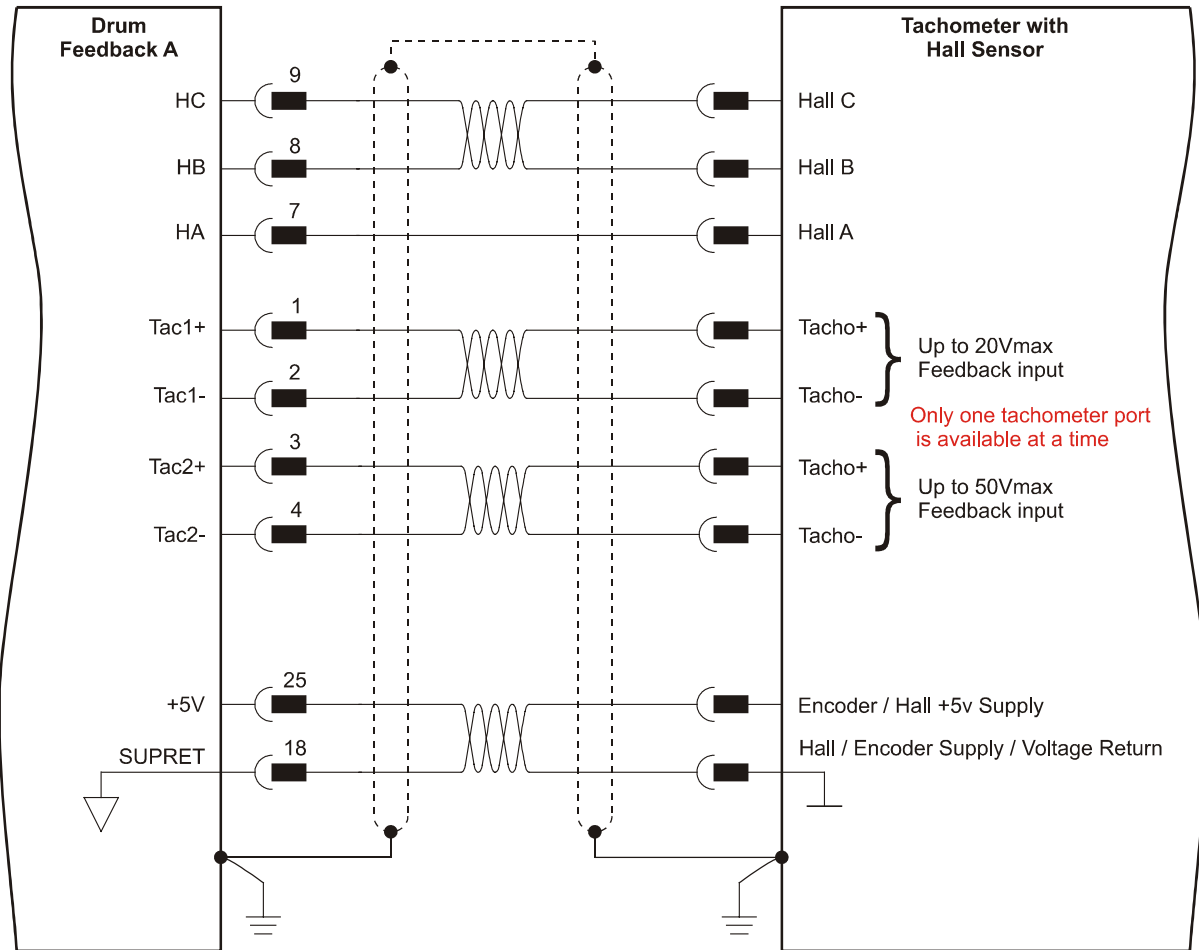 Drum
Feedback A
Tachometer with
Hall Sensor
HC
9
Hall C
HB
8
Hall B
HA
7
Hall A
Tac1+
1
Tacho+
Up to 20Vmax
Feedback input
Tac1-
2
Tacho-
Only one tachometer port
is available at a time
Tac2+
3
Tacho+
Up to 50Vmax
Feedback input
Tac2-
4
Tacho-
+5V
25
Encoder / Hall +5v Supply
SUPRET
18
Hall / Encoder Supply / Voltage Return